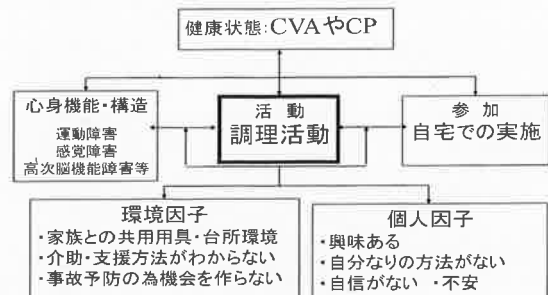 健康状態:CVAやCP
心身機能・構造
運動障害
感覚障害
高次脳機能障害等
活 動
調理活動
参 加
自宅での実施
環境因子
・家族との共用用具・台所環境
・介助・支援方法がわからない
・事故予防の為機会を作らない
個人因子
・興味ある
・自分なりの方法がない
・自信がない ・不安